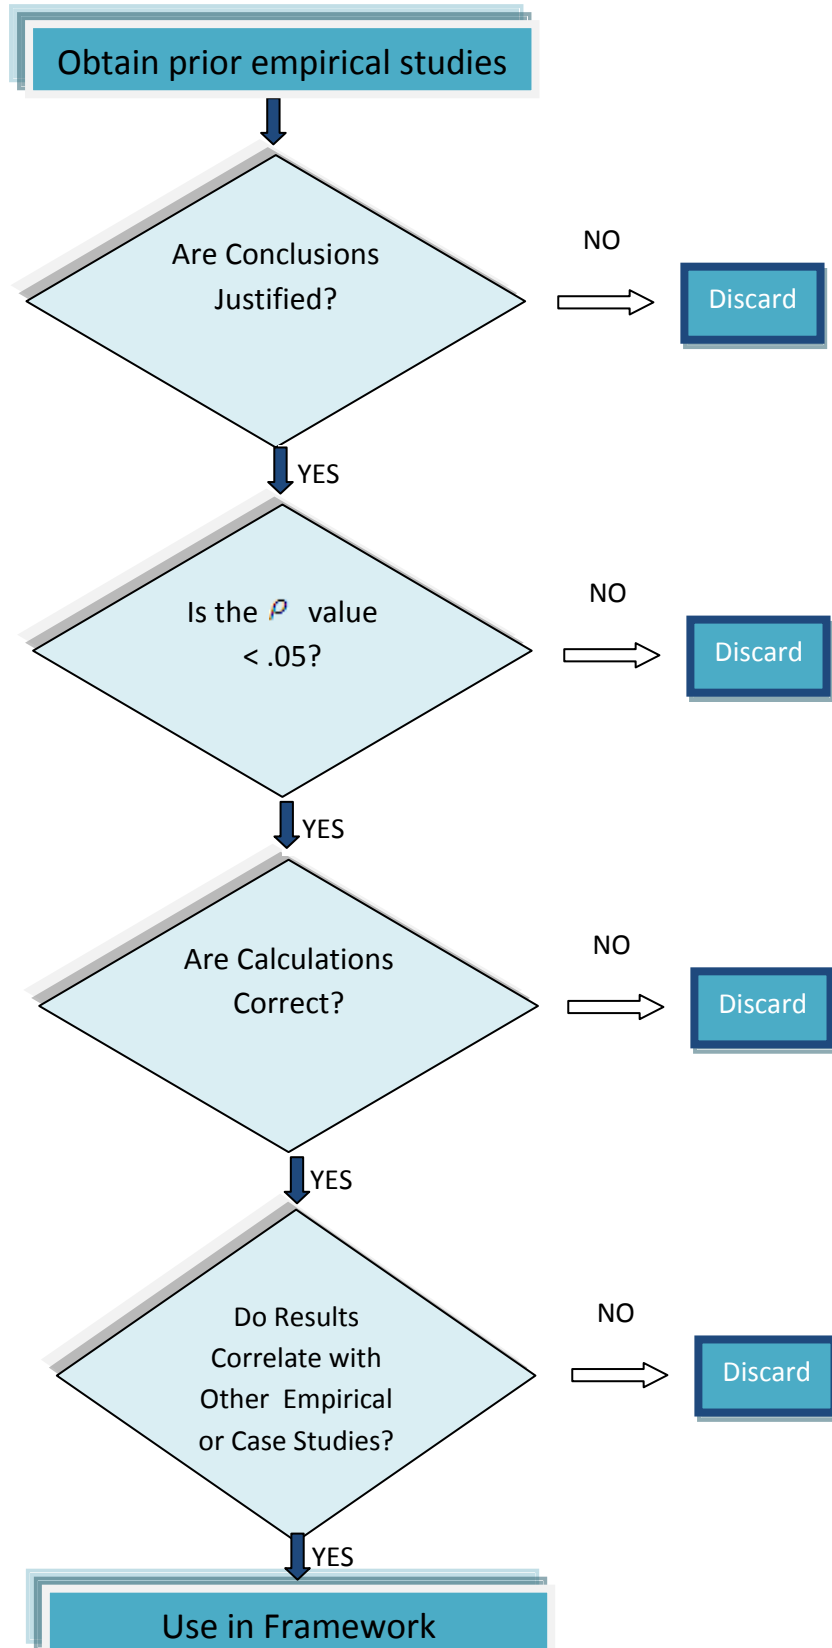 Obtain prior empirical studies
Are Conclusions
Justified?
NO
Discard
YES
Is the ρ value
< .05?
NO
Discard
YES
Are Calculations
Correct?
NO
Discard
YES
Do Results
Correlate with
Other Empirical
or Case Studies?
NO
Discard
YES
Use in Framework